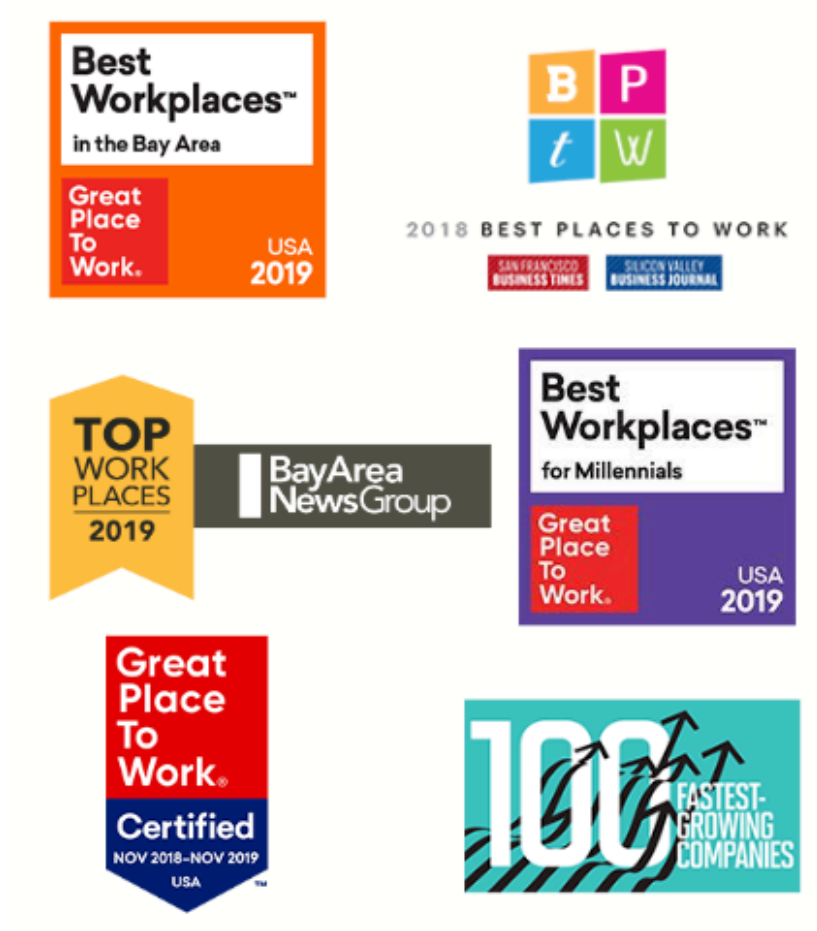 Best
Workplaces™
in the Bay Area
Great
Place
To
Work®
USA
2019
B P
t W
2018 BEST PLACES TO WORK
SAN FRANCISCO
BUSINESS TIMES
SILICON VALLEY
BUSINESS JOURNAL
TOP
WORK
PLACES
2019
BayArea
NewsGroup
Best
Workplaces™
for Millennials
Great
Place
To
Work®
USA
2019
Great
Place
To
Work®
Certified
NOV 2018–NOV 2019
USA
™
100
FASTEST-
GROWING
COMPANIES